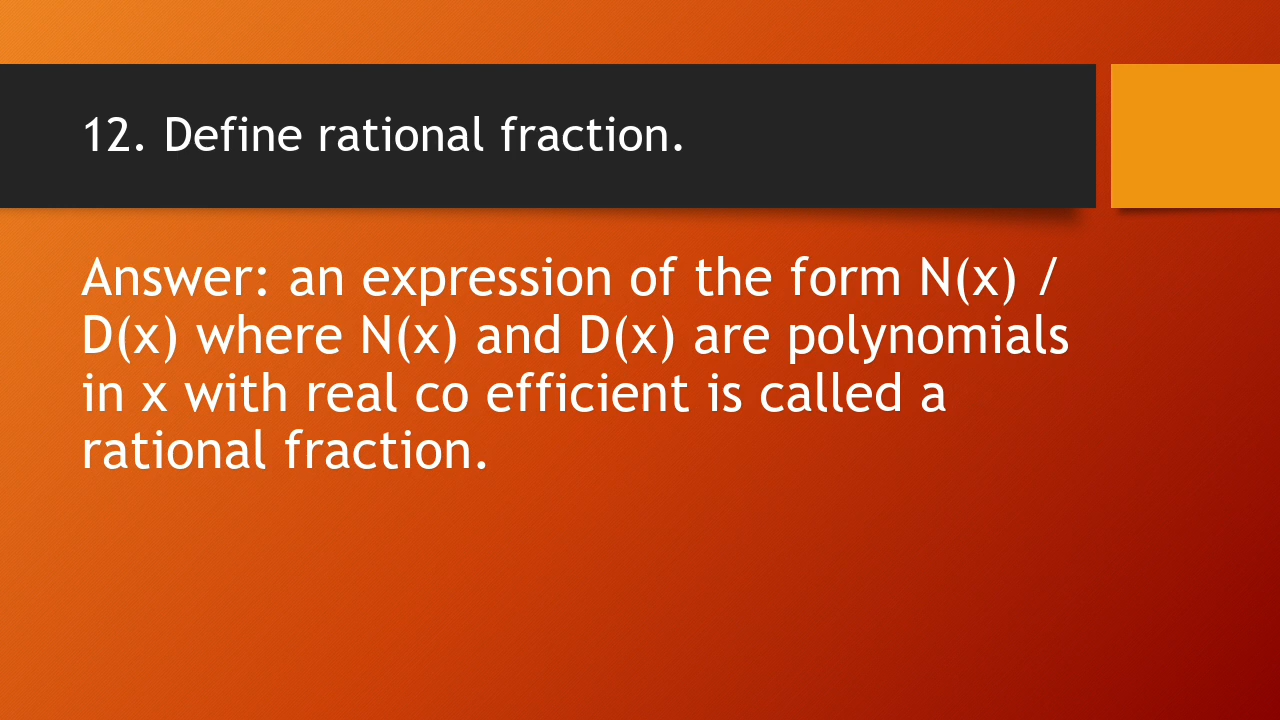 12. Define rational fraction.
Answer: an expression of the form N(x) /
D(x) where N(x) and D(x) are polynomials
in x with real co efficient is called a
rational fraction.